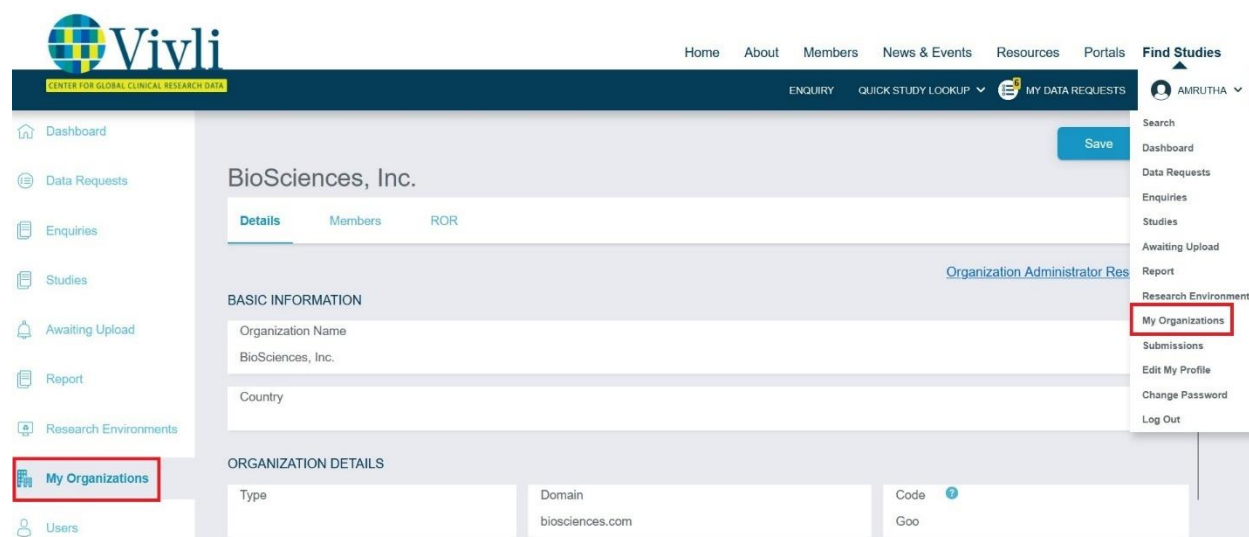 Vivli
CENTER FOR GLOBAL CLINICAL RESEARCH DATA
Home About Members News & Events Resources Portals Find Studies
ENQUIRY QUICK STUDY LOOKUP 6 MY DATA REQUESTS AMRUTHA
Dashboard
Data Requests
Enquiries
Studies
Awaiting Upload
Report
Research Environments
My Organizations
Users
Save
BioSciences, Inc.
Details Members ROR
Organization Administrator Res
BASIC INFORMATION
Organization Name
BioSciences, Inc.
Country
ORGANIZATION DETAILS
Type Domain Code ?
biosciences.com Goo
Search
Dashboard
Data Requests
Enquiries
Studies
Awaiting Upload
Report
Research Environment
My Organizations
Submissions
Edit My Profile
Change Password
Log Out